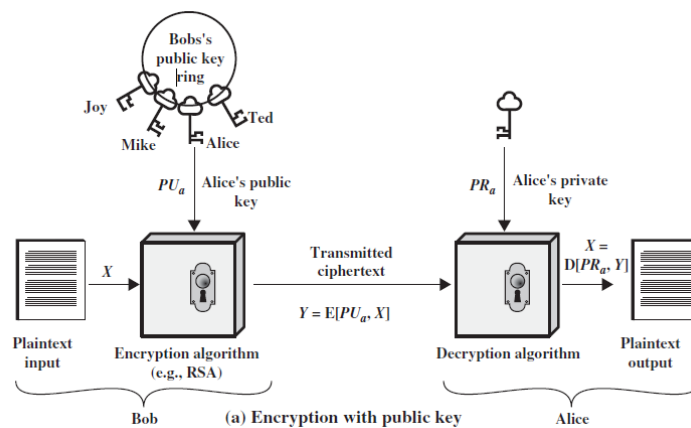 Bobs's
public key
ring
Joy
Mike
Alice
Ted
PUa
Alice's public
key
PRa
Alice's private
key
X
Transmitted
ciphertext
X =
D[PRa, Y]
Y = E[PUa, X]
Plaintext
input
Encryption algorithm
(e.g., RSA)
Decryption algorithm
Plaintext
output
Bob
(a) Encryption with public key
Alice